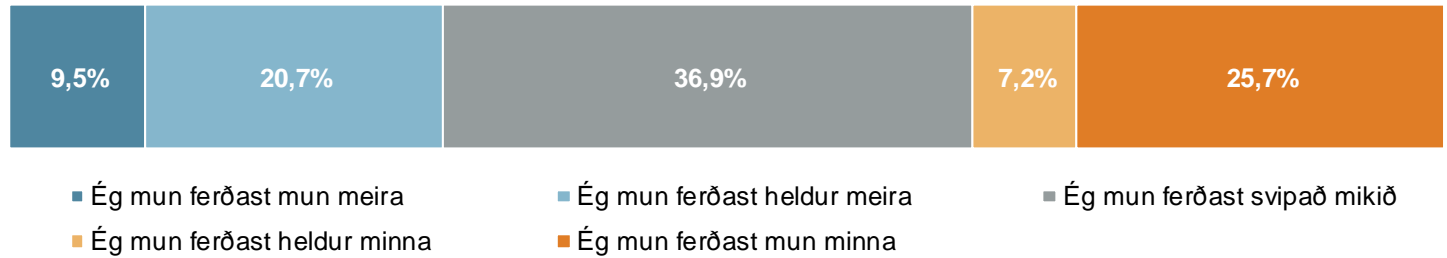 9,5% 20,7% 36,9% 7,2% 25,7%
Ég mun ferðast mun meira Ég mun ferðast heldur meira Ég mun ferðast svipað mikið
Ég mun ferðast heldur minna Ég mun ferðast mun minna